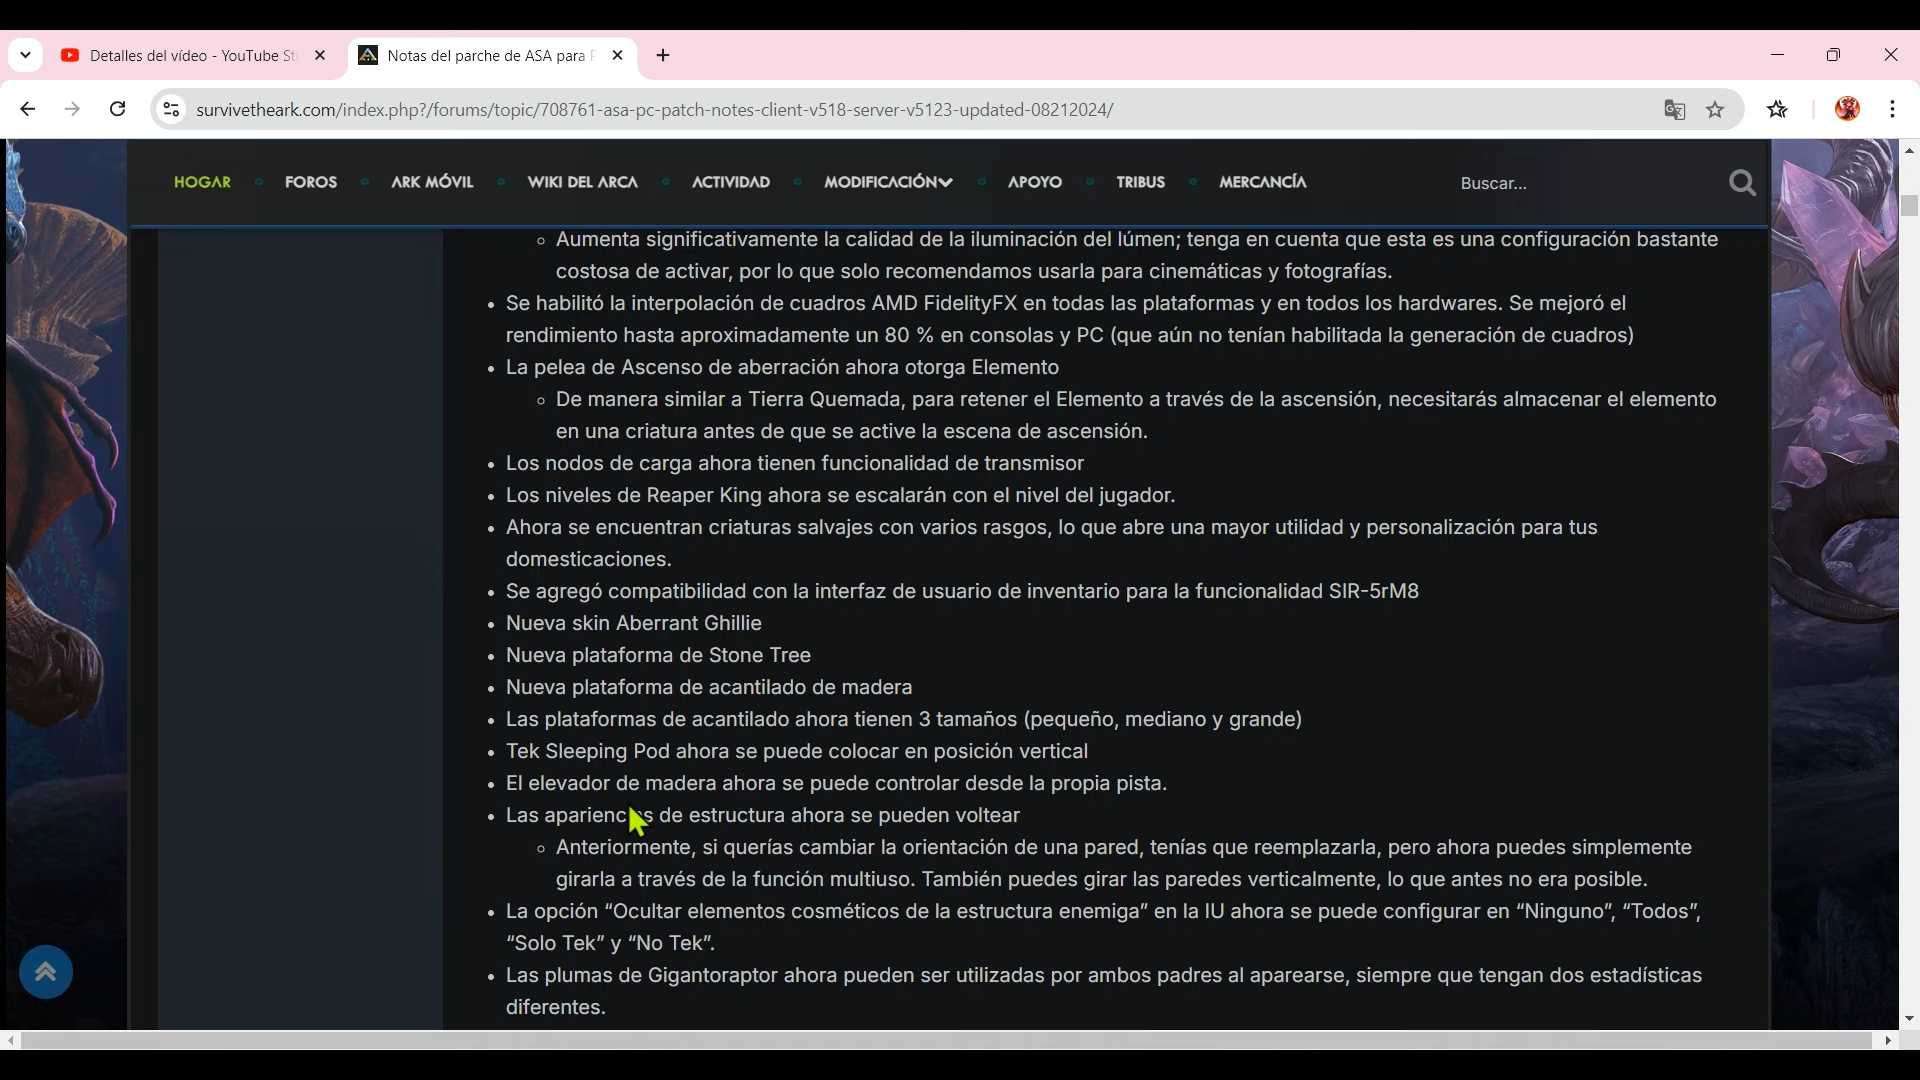 Detalles del vídeo - YouTube St
Notas del parche de ASA para P
survivetheark.com/index.php?/forums/topic/708761-asa-pc-patch-notes-client-v518-server-v5123-updated-08212024/
HOGAR
FOROS
ARK MÓVIL
WIKI DEL ARCA
ACTIVIDAD
MODIFICACIÓN
APOYO
TRIBUS
MERCANCÍA
Buscar...
Aumenta significativamente la calidad de la iluminación del lúmen; tenga en cuenta que esta es una configuración bastante
costosa de activar, por lo que solo recomendamos usarla para cinemáticas y fotografías.
Se habilitó la interpolación de cuadros AMD FidelityFX en todas las plataformas y en todos los hardwares. Se mejoró el
rendimiento hasta aproximadamente un 80 % en consolas y PC (que aún no tenían habilitada la generación de cuadros)
La pelea de Ascenso de aberración ahora otorga Elemento
De manera similar a Tierra Quemada, para retener el Elemento a través de la ascensión, necesitarás almacenar el elemento
en una criatura antes de que se active la escena de ascensión.
Los nodos de carga ahora tienen funcionalidad de transmisor
Los niveles de Reaper King ahora se escalarán con el nivel del jugador.
Ahora se encuentran criaturas salvajes con varios rasgos, lo que abre una mayor utilidad y personalización para tus
domesticaciones.
Se agregó compatibilidad con la interfaz de usuario de inventario para la funcionalidad SIR-5rM8
Nueva skin Aberrant Ghillie
Nueva plataforma de Stone Tree
Nueva plataforma de acantilado de madera
Las plataformas de acantilado ahora tienen 3 tamaños (pequeño, mediano y grande)
Tek Sleeping Pod ahora se puede colocar en posición vertical
El elevador de madera ahora se puede controlar desde la propia pista.
Las apariencias de estructura ahora se pueden voltear
Anteriormente, si querías cambiar la orientación de una pared, tenías que reemplazarla, pero ahora puedes simplemente
girarla a través de la función multiuso. También puedes girar las paredes verticalmente, lo que antes no era posible.
La opción “Ocultar elementos cosméticos de la estructura enemiga” en la IU ahora se puede configurar en “Ninguno”, “Todos”,
“Solo Tek” y “No Tek”.
Las plumas de Gigantoraptor ahora pueden ser utilizadas por ambos padres al aparearse, siempre que tengan dos estadísticas
diferentes.